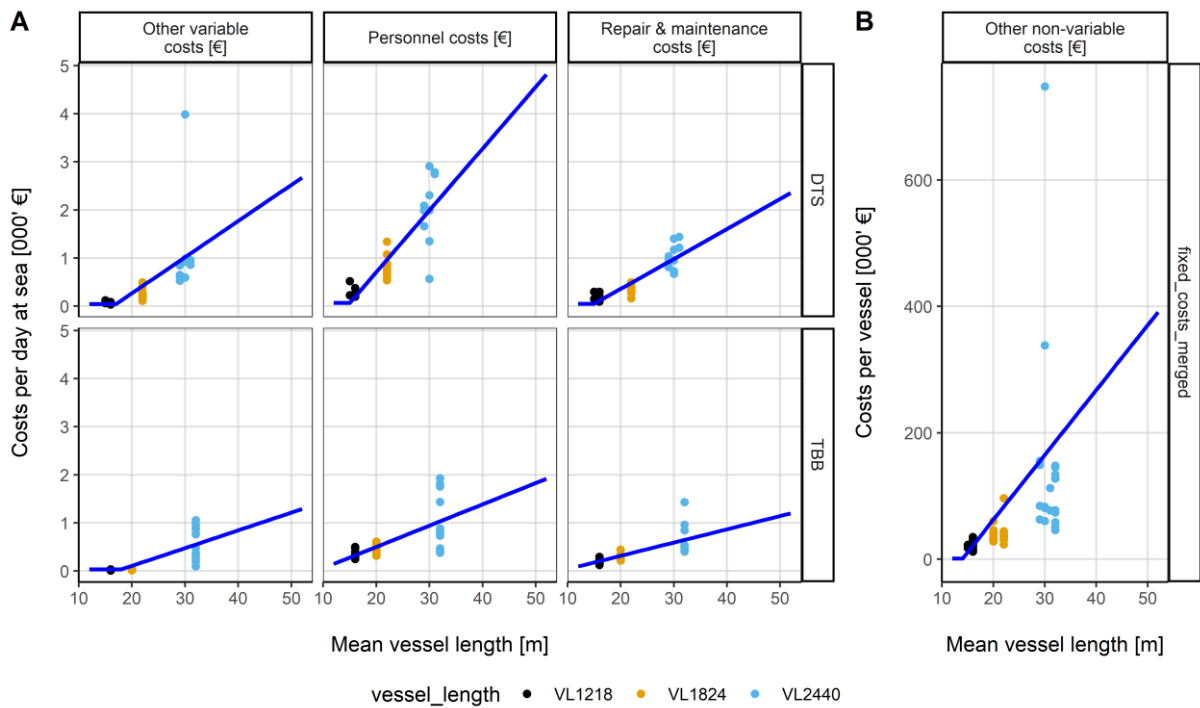 A
B
Other variable
costs [€]
Personnel costs [€]
Repair & maintenance
costs [€]
Other non-variable
costs [€]
Costs per day at sea [000' €]
5
4
3
2
1
0
DTS
5
4
3
2
1
0
TBB
10 20 30 40 50
10 20 30 40 50
10 20 30 40 50
Mean vessel length [m]
Costs per vessel [000' €]
600
400
200
0
fixed_costs_merged
10 20 30 40 50
Mean vessel length [m]
vessel_length VL1218 VL1824 VL2440